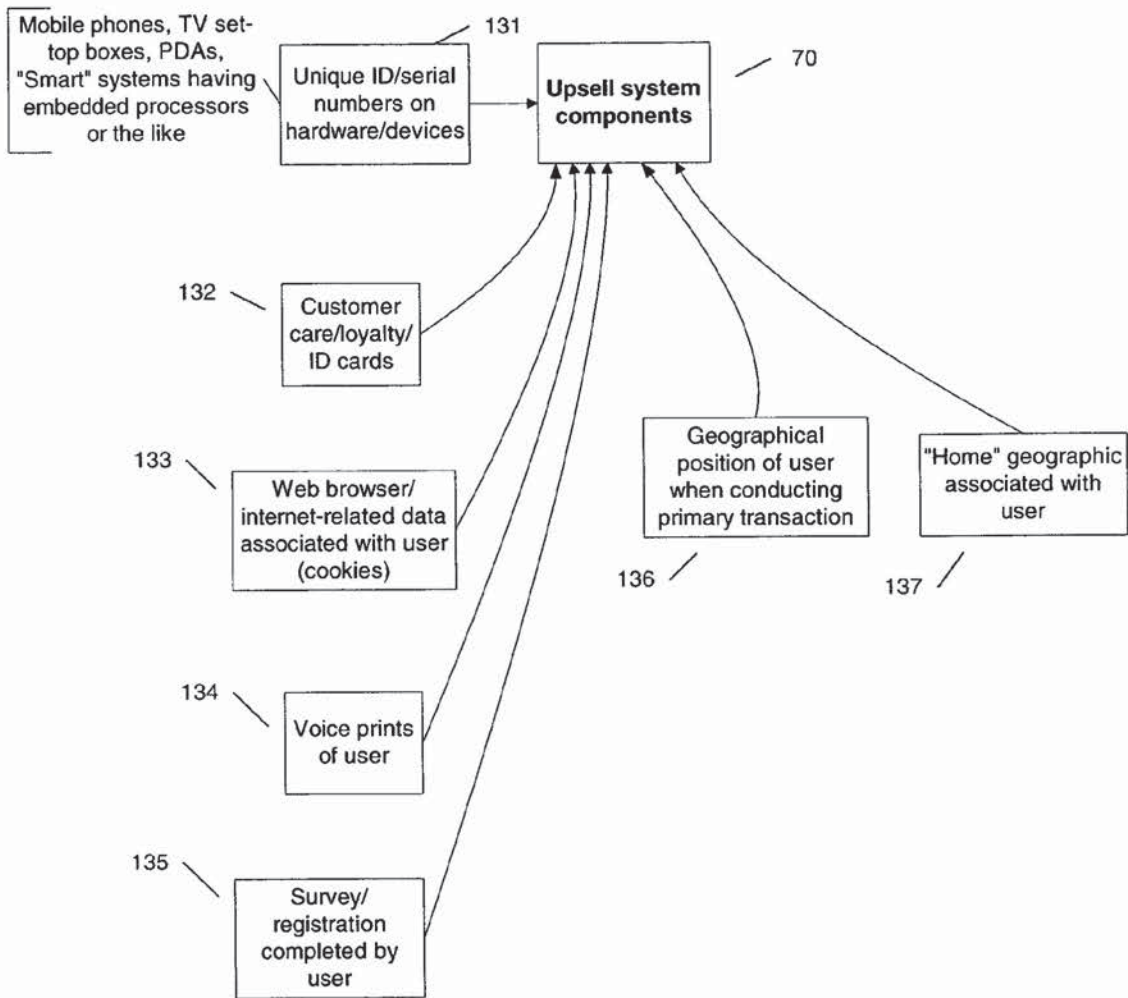 Mobile phones, TV set-
top boxes, PDAs,
"Smart" systems having
embedded processors
or the like
131
Unique ID/serial
numbers on
hardware/devices
70
Upsell system
components
132
Customer
care/loyalty/
ID cards
133
Web browser/
internet-related data
associated with user
(cookies)
134
Voice prints
of user
135
Survey/
registration
completed by
user
Geographical
position of user
when conducting
primary transaction
136
"Home" geographic
associated with
user
137